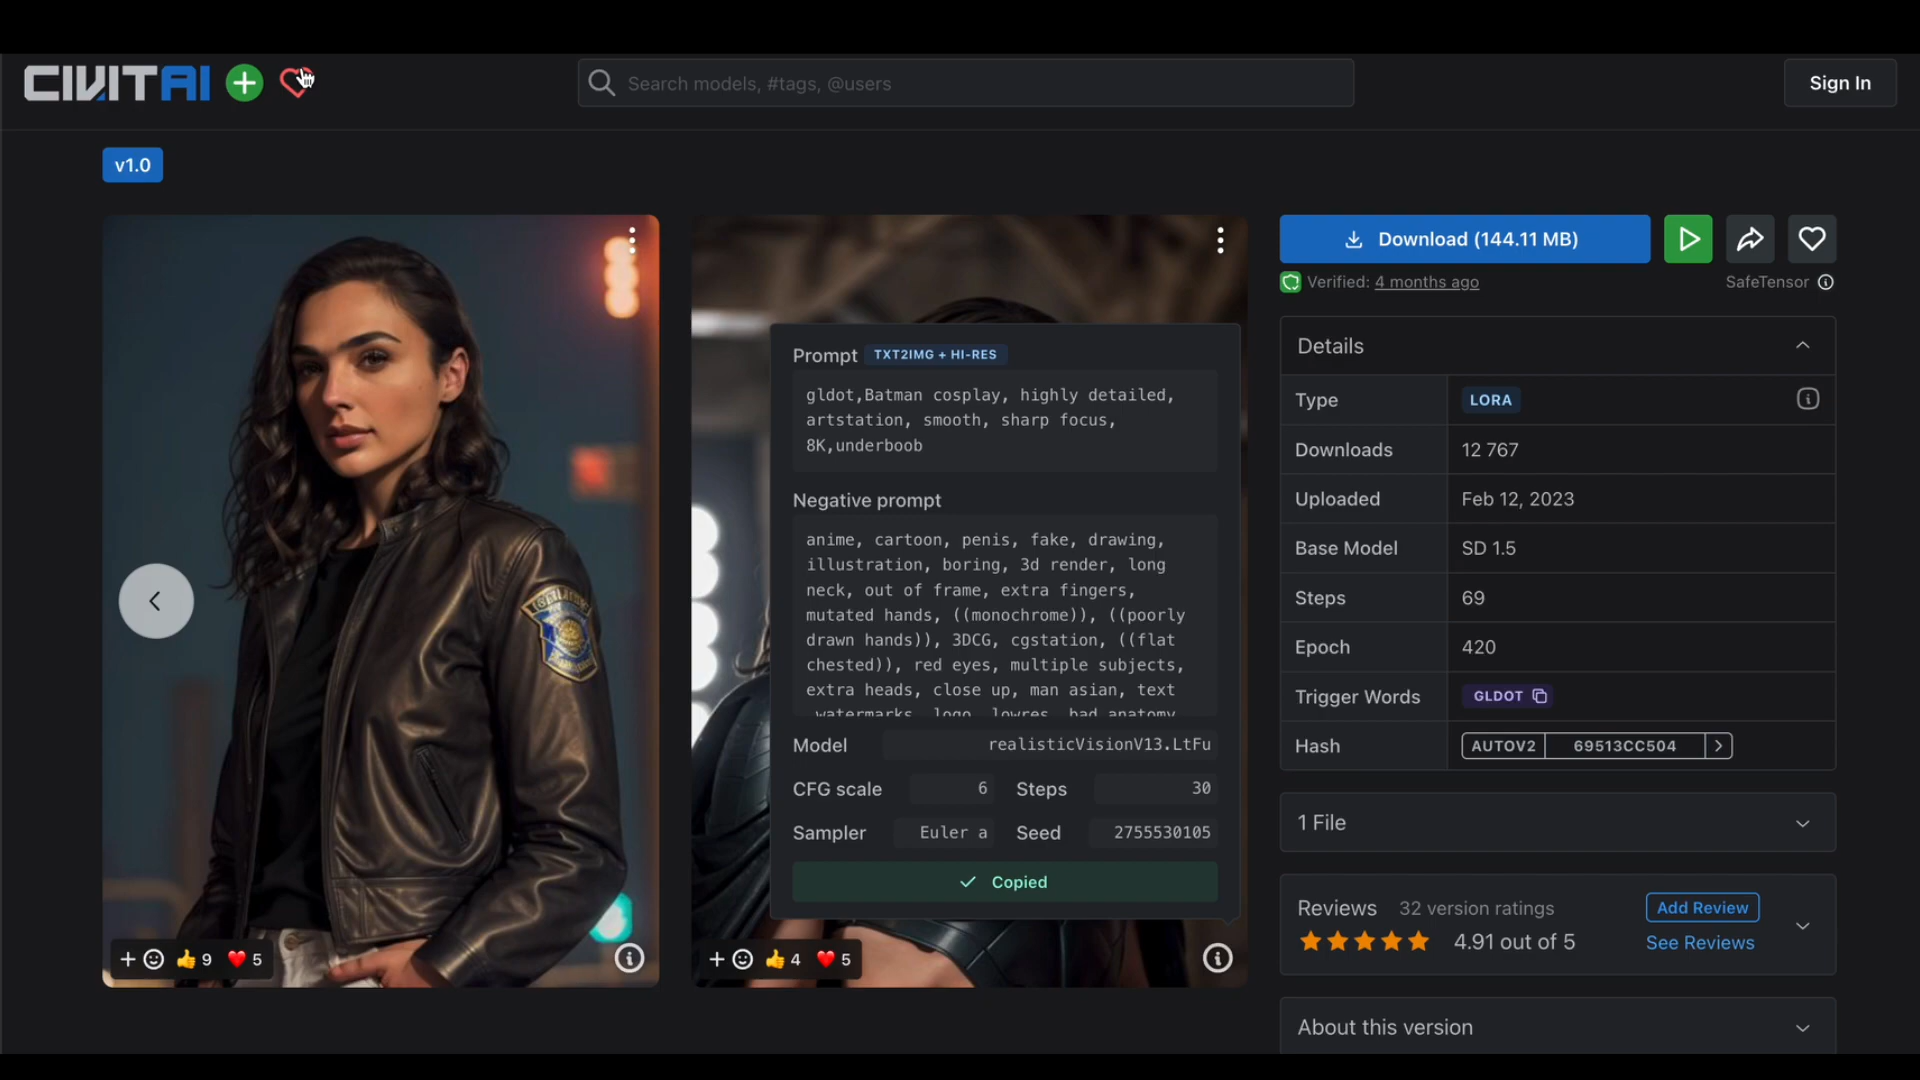 CIVITAI
Search models, #tags, @users
Sign In
v1.0
Download (144.11 MB)
Verified: 4 months ago
SafeTensor
Prompt TXT2IMG + HI-RES
gldot,Batman cosplay, highly detailed,
artstation, smooth, sharp focus,
8K,underboob
Negative prompt
anime, cartoon, penis, fake, drawing,
illustration, boring, 3d render, long
neck, out of frame, extra fingers,
mutated hands, ((monochrome)), ((poorly
drawn hands)), 3DCG, cgstation, ((flat
chested)), red eyes, multiple subjects,
extra heads, close up, man asian, text
,watermarks, logo, lowres, bad anatomy
Model realisticVisionV13.LtFu
CFG scale 6 Steps 30
Sampler Euler a Seed 2755530105
Copied
9 5
4 5
Details
Type LORA
Downloads 12 767
Uploaded Feb 12, 2023
Base Model SD 1.5
Steps 69
Epoch 420
Trigger Words GLDOT
Hash AUTOV2 69513CC504
1 File
Reviews 32 version ratings Add Review
4.91 out of 5 See Reviews
About this version